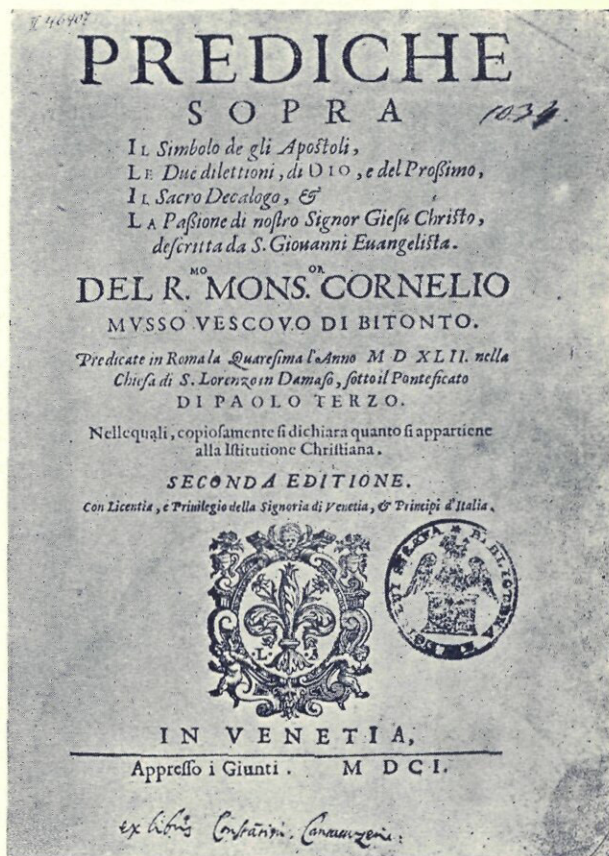 PREDICHE
SOPRA
IL Simbolo de gli Apoſtoli,
LE Due dilettioni, di DIO, e del Proßimo,
IL Sacro Decalogo, &
LA Paßione di noſtro Signor Gieſu Chriſto,
deſcritta da S. Giouanni Euangeliſta.
DEL R.MO MONS.OR CORNELIO
MVSSO VESCOVO DI BITONTO.
Predicate in Roma la Quareſima l'Anno M D XLII. nella
Chieſa di S. Lorenzo in Damaſo, ſotto il Ponteficato
DI PAOLO TERZO.
Nelle quali, copioſamente ſi dichiara quanto ſi appartiene
alla Iſtitutione Chriſtiana.
SECONDA EDITIONE.
Con Licentia, e Priuilegio della Signoria di Venetia, & Principi d'Italia.
L.
IN VENETIA,
Appreſſo i Giunti. M DCI.
ex libris